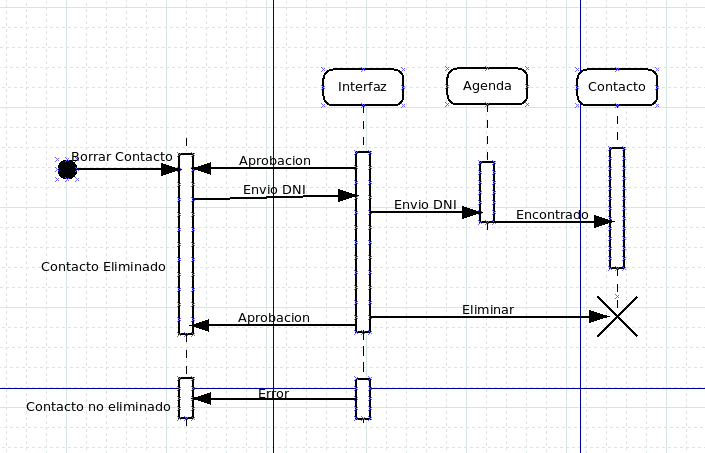 Interfaz
Agenda
Contacto
Borrar Contacto
Aprobacion
Envio DNI
Envio DNI
Encontrado
Contacto Eliminado
Eliminar
Aprobacion
Error
Contacto no eliminado